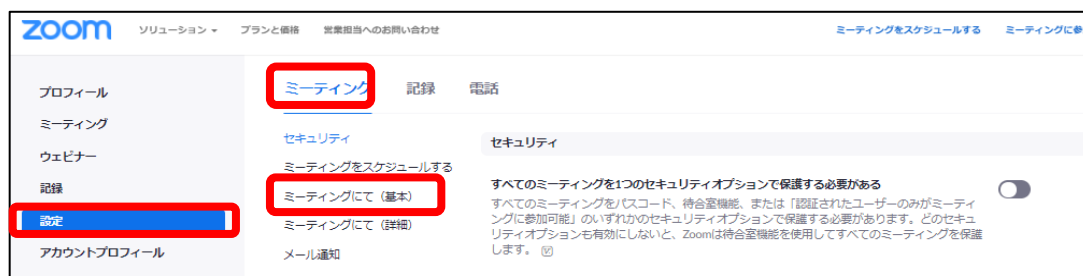 zoom ソリューション プランと価格 営業担当へのお問い合わせ ミーティングをスケジュールする ミーティングに参
プロフィール
ミーティング
ウェビナー
記録
設定
アカウントプロフィール
ミーティング 記録 電話
セキュリティ
ミーティングをスケジュールする
ミーティングにて（基本）
ミーティングにて（詳細）
メール通知
セキュリティ
すべてのミーティングを1つのセキュリティオプションで保護する必要がある
すべてのミーティングをパスコード、待合室機能、または「認証されたユーザーのみがミーティ
ングに参加可能」のいずれかのセキュリティオプションで保護する必要があります。どのセキュ
リティオプションも有効にしないと、Zoomは待合室機能を使用してすべてのミーティングを保護
します。